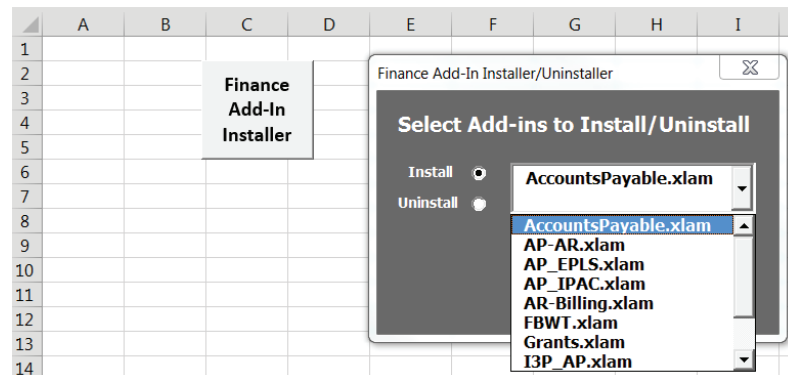 A B C D E F G H I
1
2
3
4
5
6
7
8
9
10
11
12
13
14
Finance
Add-In
Installer
Finance Add-In Installer/Uninstaller
Select Add-ins to Install/Uninstall
Install
Uninstall
AccountsPayable.xlam
AccountsPayable.xlam
AP-AR.xlam
AP_EPLS.xlam
AP_IPAC.xlam
AR-Billing.xlam
FBWT.xlam
Grants.xlam
I3P_AP.xlam